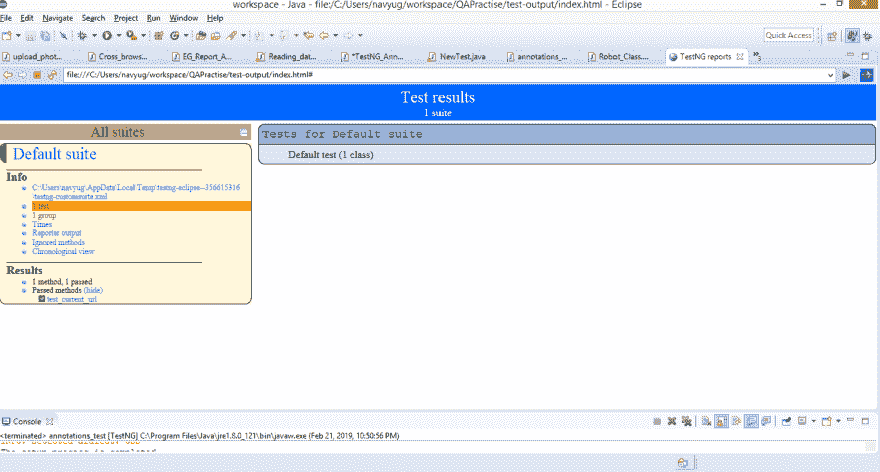 workspace - Java - file:/C:/Users/navyug/workspace/QAPractise/test-output/index.html - Eclipse
File Edit Navigate Search Project Run Window Help
Quick Access
upload_phot... Cross_brows... EG_Report_A... Reading_dat... *TestNG_Ann... NewTest.java annotations_... Robot_Class.... TestNG reports »3
file:///C:/Users/navyug/workspace/QAPractise/test-output/index.html#
Test results
1 suite
All suites
Default suite
Info
C:\Users\navyug\AppData\Local\Temp\testng-eclipse--356615316
\testng-customsuite.xml
1 test
1 group
Times
Reporter output
Ignored methods
Chronological view
Results
1 method, 1 passed
Passed methods (hide)
test_current_url
Tests for Default suite
Default test (1 class)
Console
<terminated> annotations_test [TestNG] C:\Program Files\Java\jre1.8.0_121\bin\javaw.exe (Feb 21, 2019, 10:50:56 PM)
The setup process is completed